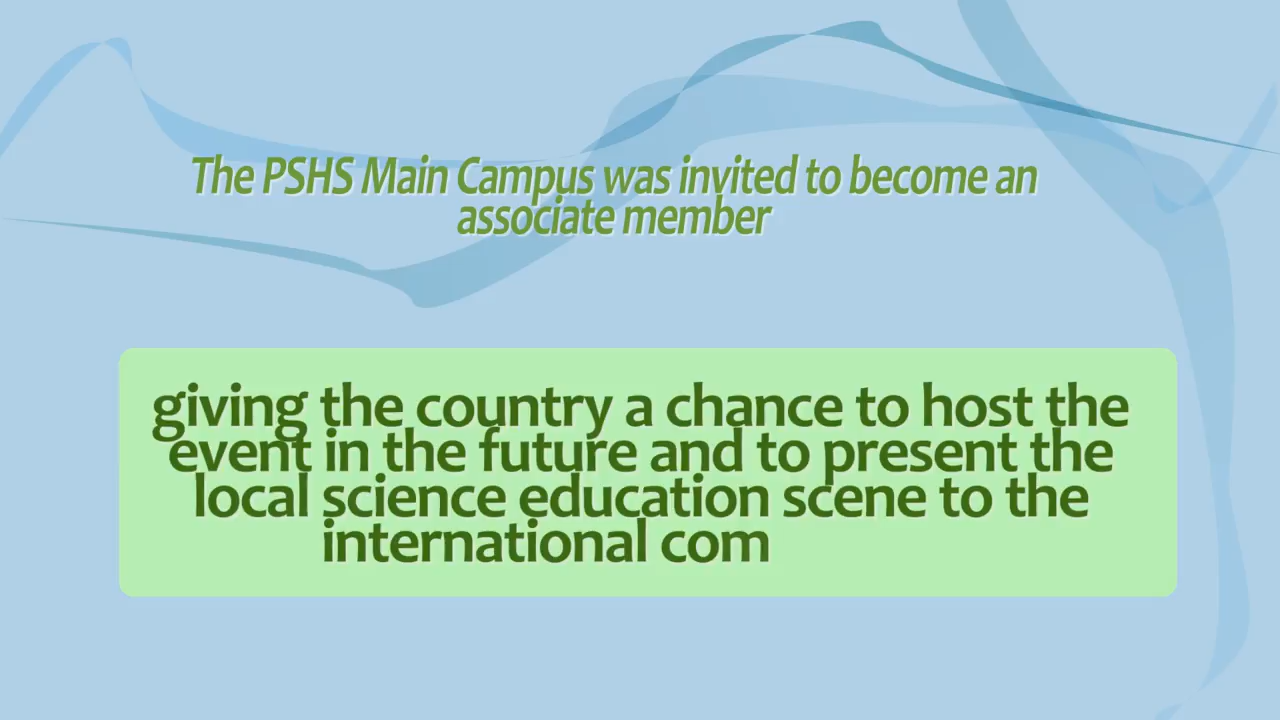 The PSHS Main Campus was invited to become an
associate member
giving the country a chance to host the
event in the future and to present the
local science education scene to the
international com